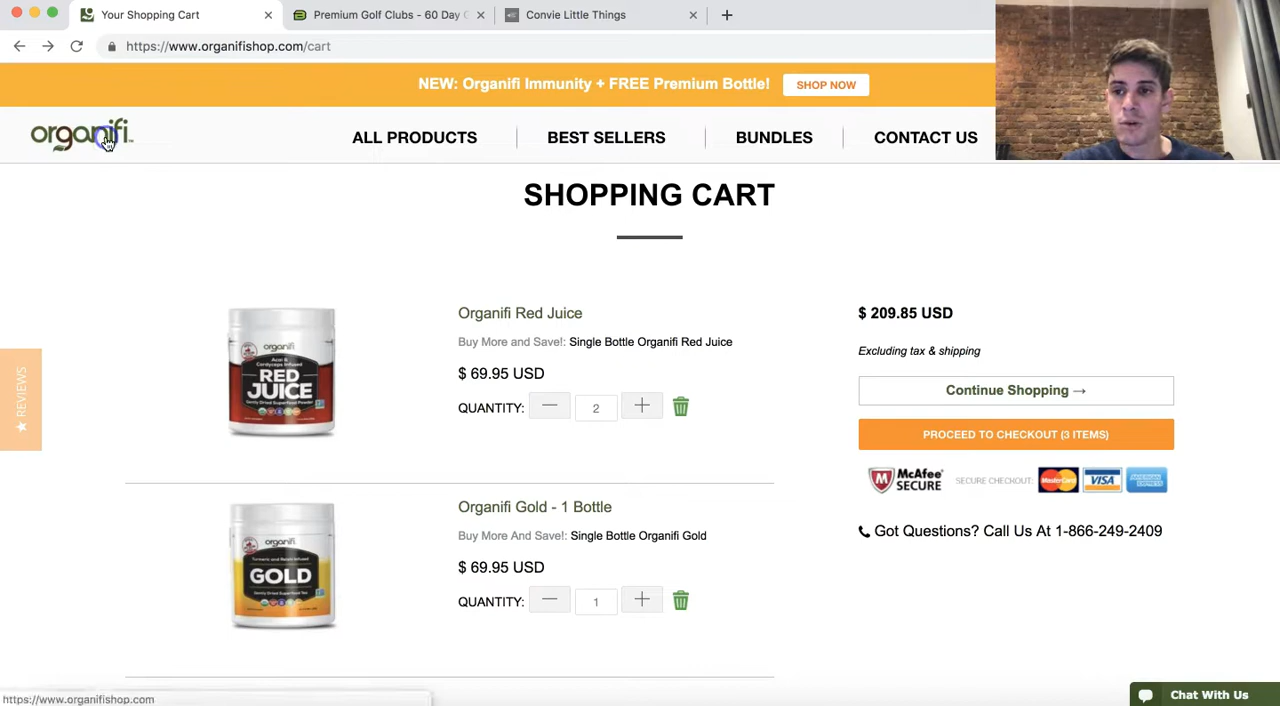 Your Shopping Cart
Premium Golf Clubs - 60 Day
Convie Little Things
https://www.organifishop.com/cart
NEW: Organifi Immunity + FREE Premium Bottle!
SHOP NOW
organifi
ALL PRODUCTS
BEST SELLERS
BUNDLES
CONTACT US
SHOPPING CART
organifi
RED
JUICE
Organifi Red Juice
Buy More and Save!: Single Bottle Organifi Red Juice
$ 69.95 USD
QUANTITY: 2
$ 209.85 USD
Excluding tax & shipping
Continue Shopping →
PROCEED TO CHECKOUT (3 ITEMS)
McAfee SECURE
SECURE CHECKOUT: MasterCard VISA
Got Questions? Call Us At 1-866-249-2409
★ REVIEWS
organifi
GOLD
Organifi Gold - 1 Bottle
Buy More And Save!: Single Bottle Organifi Gold
$ 69.95 USD
QUANTITY: 1
https://www.organifishop.com
Chat With Us